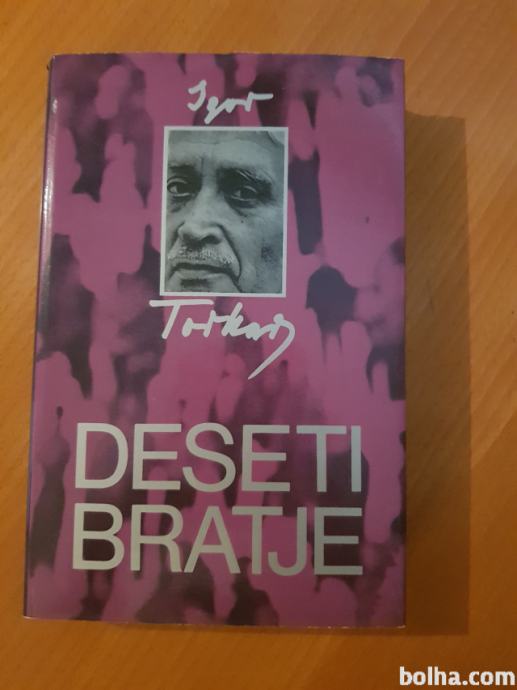 Igor
Torkar
DESETI
BRATJE
bolha.com